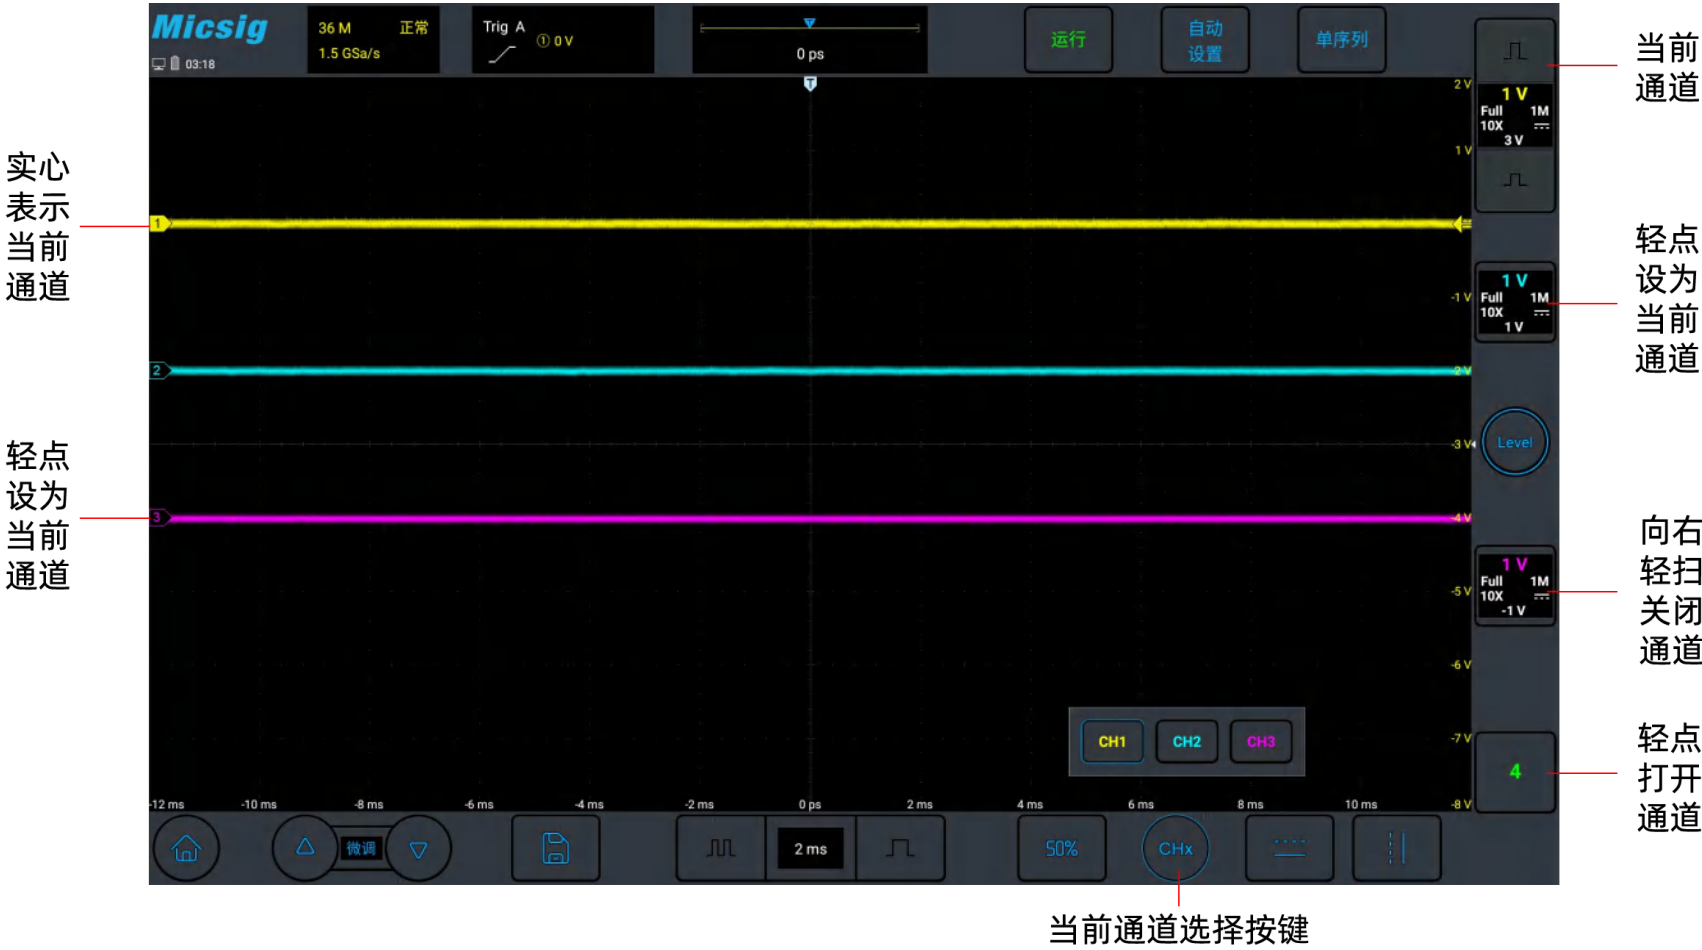 Micsig
03:18
36 M 正常
1.5 GSa/s
Trig A
① 0 V
T
0 ps
运行
自动
设置
单序列
当前
通道
T
2 V
1 V
-1 V
-2 V
-3 V
-4 V
-5 V
-6 V
-7 V
-8 V
1 V
Full 1M
10X
3 V
实心
表示
当前
通道
1
轻点
设为
当前
通道
1 V
Full 1M
10X
1 V
2
Level
轻点
设为
当前
通道
3
向右
轻扫
关闭
通道
1 V
Full 1M
10X
-1 V
CH1 CH2 CH3
4
轻点
打开
通道
-12 ms -10 ms -8 ms -6 ms -4 ms -2 ms 0 ps 2 ms 4 ms 6 ms 8 ms 10 ms
微调
2 ms
50%
CHx
当前通道选择按键